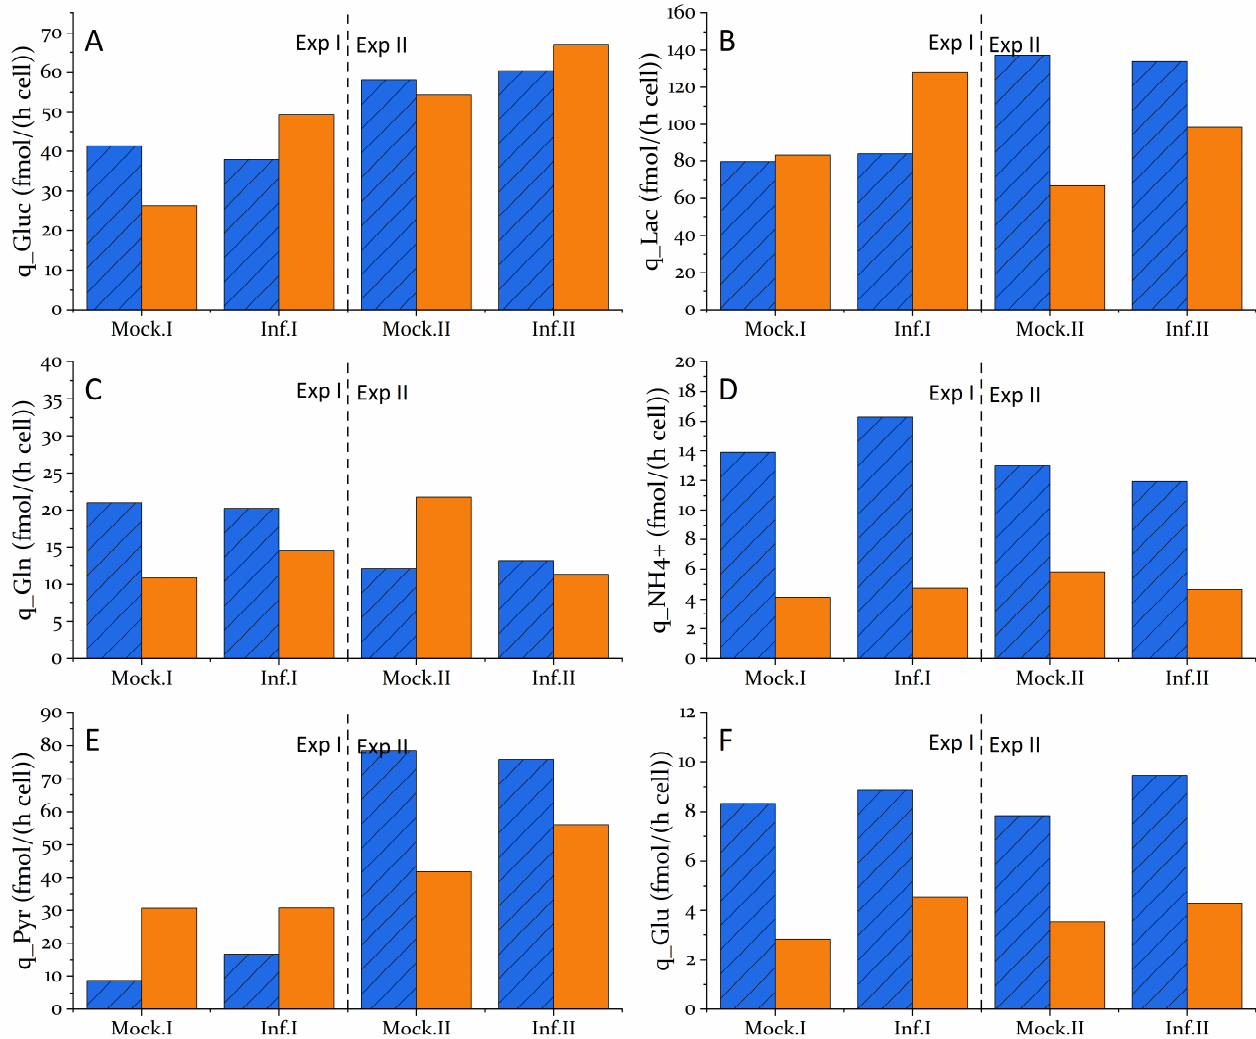 A
Exp I
Exp II
q_Gluc (fmol/(h cell))
70
60
50
40
30
20
10
0
Mock.I
Inf.I
Mock.II
Inf.II
B
Exp I
Exp II
q_Lac (fmol/(h cell))
160
140
120
100
80
60
40
20
0
Mock.I
Inf.I
Mock.II
Inf.II
C
Exp I
Exp II
q_Gln (fmol/(h cell))
40
35
30
25
20
15
10
5
0
Mock.I
Inf.I
Mock.II
Inf.II
D
Exp I
Exp II
q_NH4+ (fmol/(h cell))
20
18
16
14
12
10
8
6
4
2
0
Mock.I
Inf.I
Mock.II
Inf.II
E
Exp I
Exp II
q_Pyr (fmol/(h cell))
90
80
70
60
50
40
30
20
10
0
Mock.I
Inf.I
Mock.II
Inf.II
F
Exp I
Exp II
q_Glu (fmol/(h cell))
12
10
8
6
4
2
0
Mock.I
Inf.I
Mock.II
Inf.II